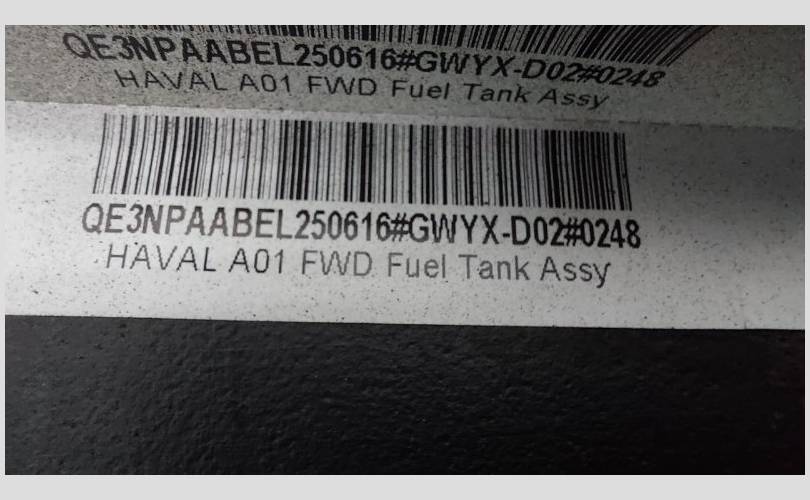 QE3NPAABEL250616#GWYX-D02#0248
HAVAL A01 FWD Fuel Tank Assy
QE3NPAABEL250616#GWYX-D02#0248
HAVAL A01 FWD Fuel Tank Assy